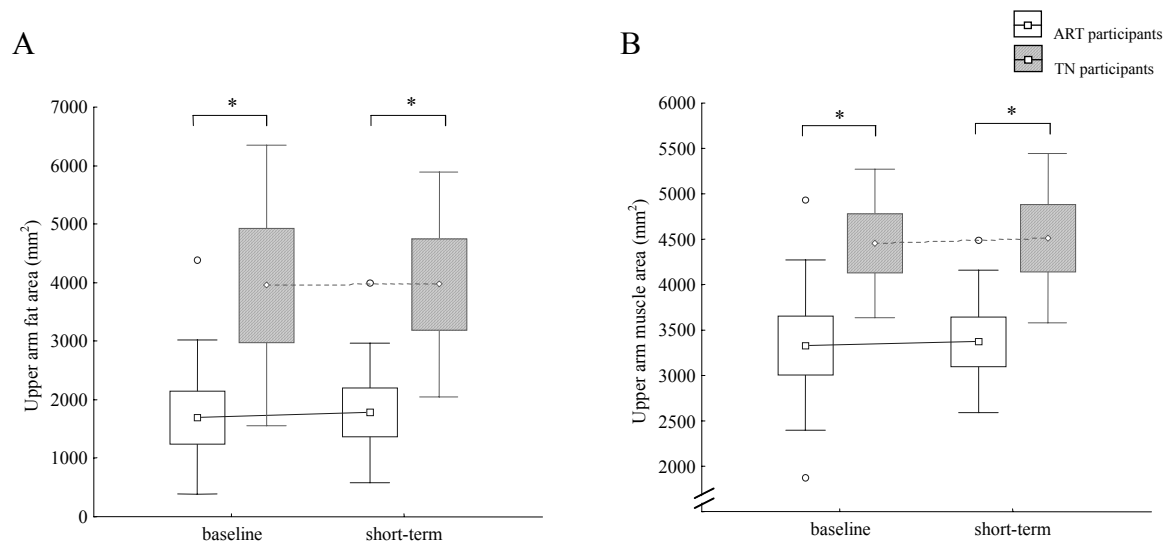 A
Upper arm fat area (mm²)
7000
6000
5000
4000
3000
2000
1000
0
*
*
baseline short-term
B
ART participants
TN participants
Upper arm muscle area (mm²)
6000
5500
5000
4500
4000
3500
3000
2500
2000
*
*
baseline short-term